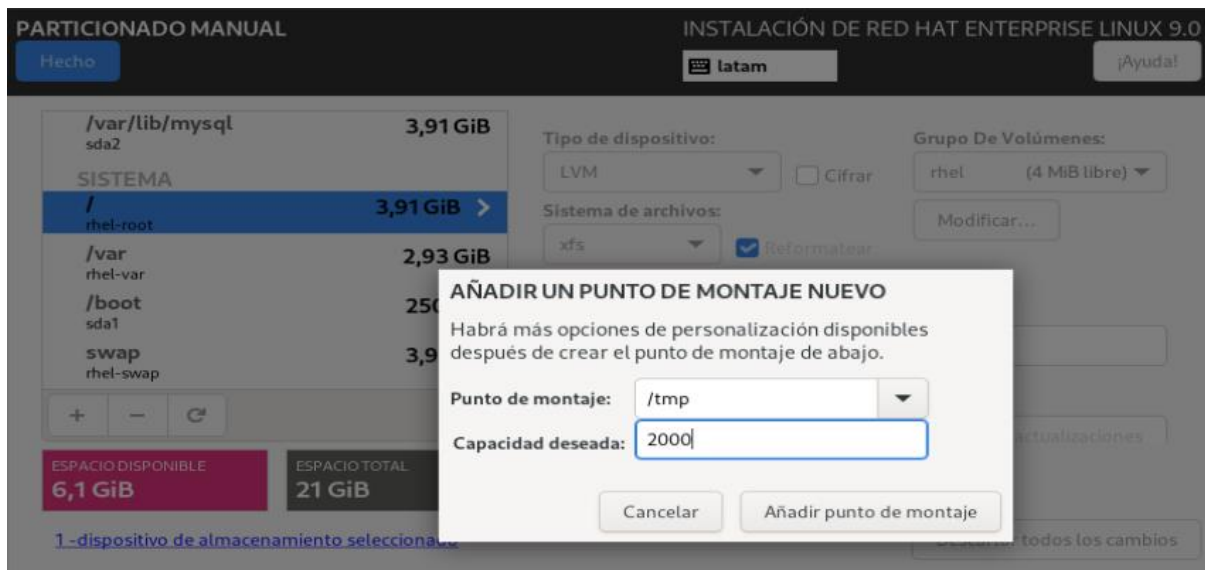 PARTICIONADO MANUAL
INSTALACIÓN DE RED HAT ENTERPRISE LINUX 9.0
Hecho
latam
¡Ayuda!
/var/lib/mysql 3,91 GiB
sda2
SISTEMA
/ 3,91 GiB
rhel-root
/var 2,93 GiB
rhel-var
/boot
sda1
swap
rhel-swap
+ −
ESPACIO DISPONIBLE
6,1 GiB
ESPACIO TOTAL
21 GiB
1 -dispositivo de almacenamiento
Tipo de dispositivo:
LVM
Cifrar
Grupo De Volúmenes:
rhel (4 MiB libre)
Modificar...
Sistema de archivos:
xfs
Reformatear
AÑADIR UN PUNTO DE MONTAJE NUEVO
Habrá más opciones de personalización disponibles
después de crear el punto de montaje de abajo.
Punto de montaje: /tmp
Capacidad deseada: 2000
Cancelar
Añadir punto de montaje
actualizaciones
todos los cambios